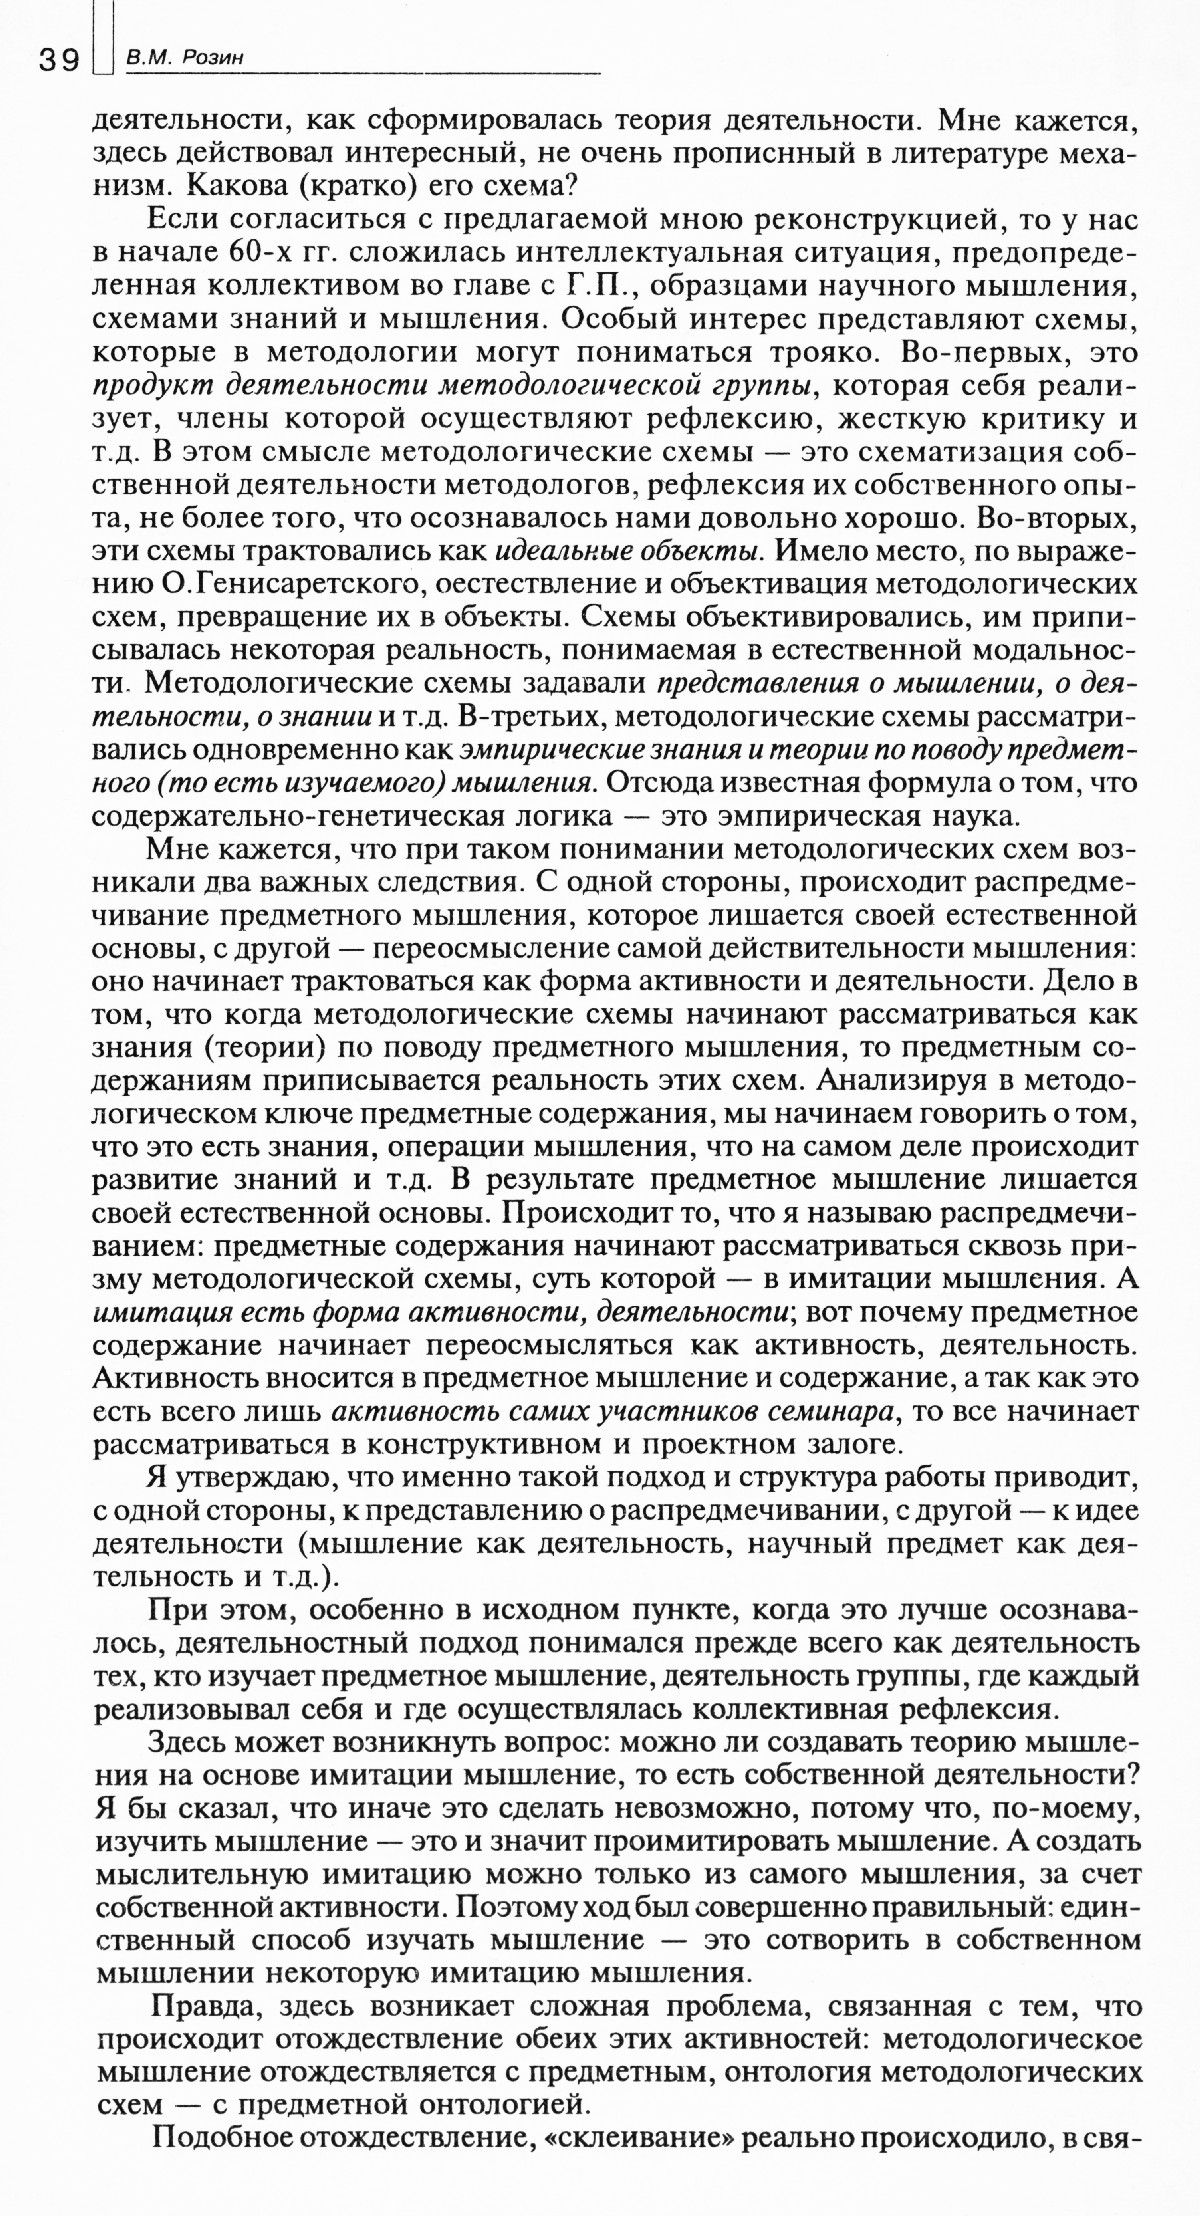 39
В.М. Розин
деятельности, как сформировалась теория деятельности. Мне кажется,
здесь действовал интересный, не очень прописнный в литературе меха-
низм. Какова (кратко) его схема?
Если согласиться с предлагаемой мною реконструкцией, то у нас
в начале 60-х гг. сложилась интеллектуальная ситуация, предопреде-
ленная коллективом во главе с Г.П., образцами научного мышления,
схемами знаний и мышления. Особый интерес представляют схемы,
которые в методологии могут пониматься трояко. Во-первых, это
продукт деятельности методологической группы, которая себя реали-
зует, члены которой осуществляют рефлексию, жесткую критику и
т.д. В этом смысле методологические схемы — это схематизация соб-
ственной деятельности методологов, рефлексия их собственного опы-
та, не более того, что осознавалось нами довольно хорошо. Во-вторых,
эти схемы трактовались как идеальные объекты. Имело место, по выраже-
нию О.Генисаретского, оестествление и объективация методологических
схем, превращение их в объекты. Схемы объективировались, им припи-
сывалась некоторая реальность, понимаемая в естественной модальнос-
ти. Методологические схемы задавали представления о мышлении, о дея-
тельности, о знании и т.д. В-третьих, методологические схемы рассматри-
вались одновременно как эмпирические знания и теории по поводу предмет-
ного (то есть изучаемого) мышления. Отсюда известная формула о том, что
содержательно-генетическая логика — это эмпирическая наука.
Мне кажется, что при таком понимании методологических схем воз-
никали два важных следствия. С одной стороны, происходит распредме-
чивание предметного мышления, которое лишается своей естественной
основы, с другой — переосмысление самой действительности мышления:
оно начинает трактоваться как форма активности и деятельности. Дело в
том, что когда методологические схемы начинают рассматриваться как
знания (теории) по поводу предметного мышления, то предметным со-
держаниям приписывается реальность этих схем. Анализируя в методо-
логическом ключе предметные содержания, мы начинаем говорить о том,
что это есть знания, операции мышления, что на самом деле происходит
развитие знаний и т.д. В результате предметное мышление лишается
своей естественной основы. Происходит то, что я называю распредмечи-
ванием: предметные содержания начинают рассматриваться сквозь при-
зму методологической схемы, суть которой — в имитации мышления. А
имитация есть форма активности, деятельности; вот почему предметное
содержание начинает переосмысляться как активность, деятельность.
Активность вносится в предметное мышление и содержание, а так как это
есть всего лишь активность самих участников семинара, то все начинает
рассматриваться в конструктивном и проектном залоге.
Я утверждаю, что именно такой подход и структура работы приводит,
с одной стороны, к представлению о распредмечивании, с другой — к идее
деятельности (мышление как деятельность, научный предмет как дея-
тельность и т.д.).
При этом, особенно в исходном пункте, когда это лучше осознава-
лось, деятельностный подход понимался прежде всего как деятельность
тех, кто изучает предметное мышление, деятельность группы, где каждый
реализовывал себя и где осуществлялась коллективная рефлексия.
Здесь может возникнуть вопрос: можно ли создавать теорию мышле-
ния на основе имитации мышление, то есть собственной деятельности?
Я бы сказал, что иначе это сделать невозможно, потому что, по-моему,
изучить мышление — это и значит проимитировать мышление. А создать
мыслительную имитацию можно только из самого мышления, за счет
собственной активности. Поэтому ход был совершенно правильный: един-
ственный способ изучать мышление — это сотворить в собственном
мышлении некоторую имитацию мышления.
Правда, здесь возникает сложная проблема, связанная с тем, что
происходит отождествление обеих этих активностей: методологическое
мышление отождествляется с предметным, онтология методологических
схем — с предметной онтологией.
Подобное отождествление, «склеивание» реально происходило, в свя-